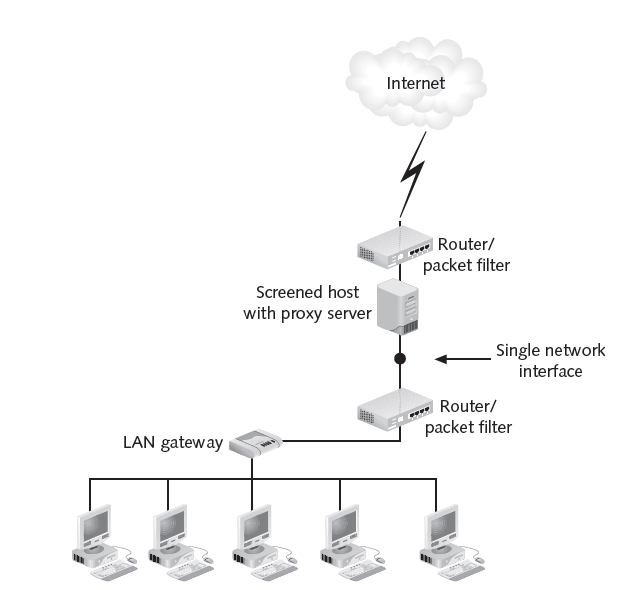 Internet
Router/
packet filter
Screened host
with proxy server
Single network
interface
Router/
packet filter
LAN gateway